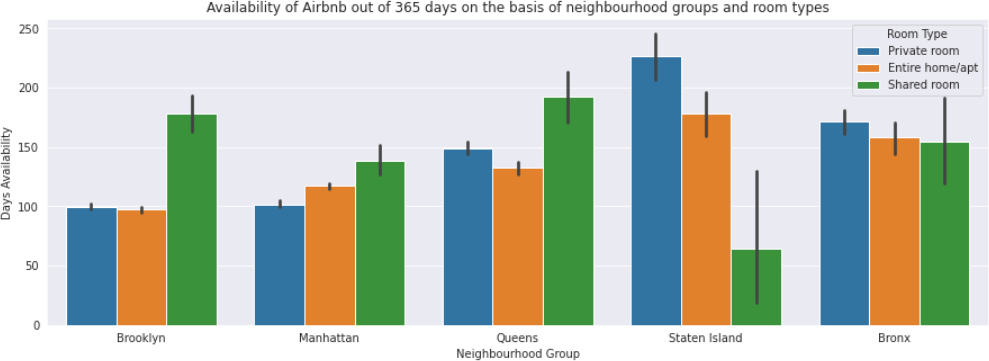 Availability of Airbnb out of 365 days on the basis of neighbourhood groups and room types
250
200
150
100
50
0
Days Availability
Room Type
Private room
Entire home/apt
Shared room
Brooklyn
Manhattan
Queens
Staten Island
Bronx
Neighbourhood Group